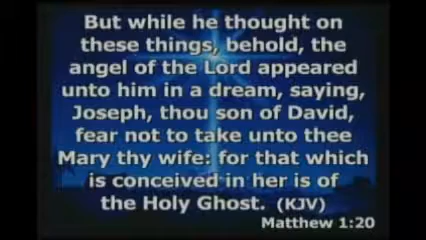 But while he thought on
these things, behold, the
angel of the Lord appeared
unto him in a dream, saying,
Joseph, thou son of David,
fear not to take unto thee
Mary thy wife: for that which
is conceived in her is of
the Holy Ghost. (KJV)
Matthew 1:20